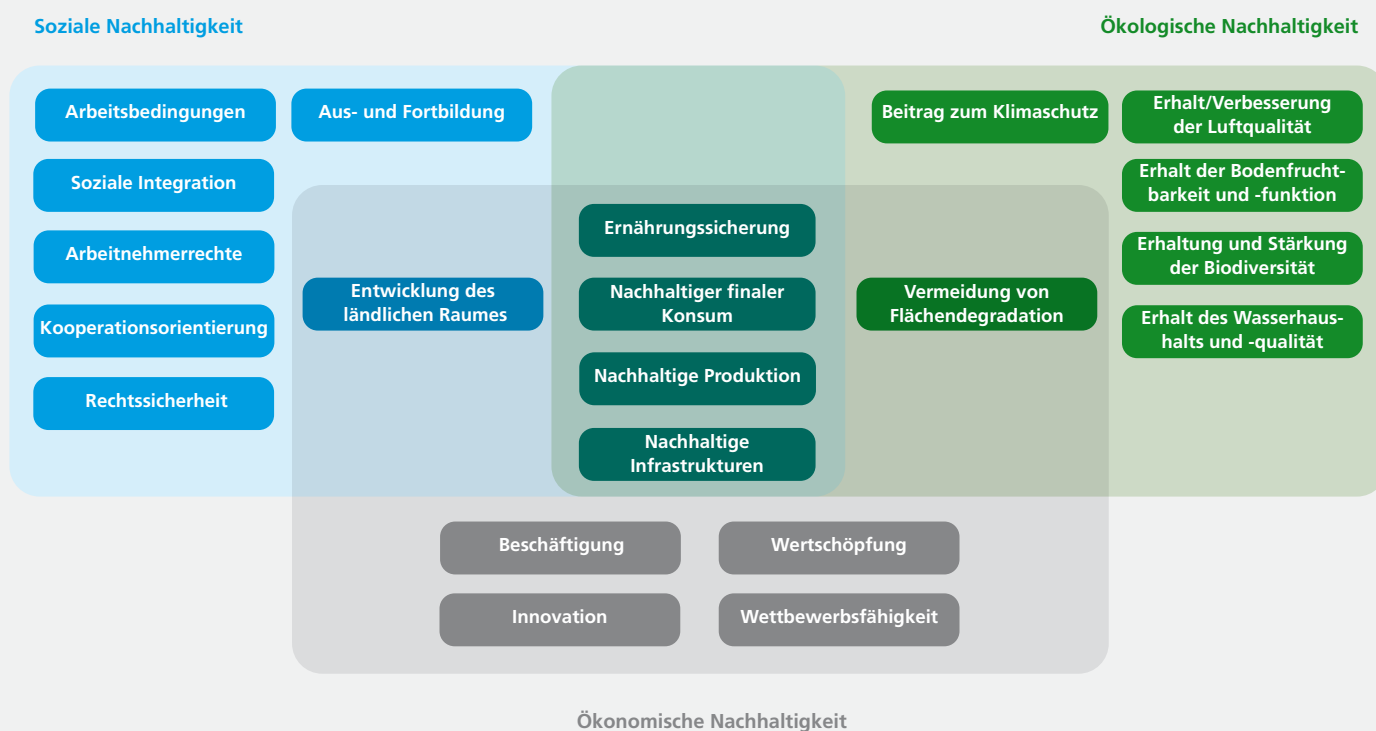 Soziale Nachhaltigkeit
Ökologische Nachhaltigkeit
Arbeitsbedingungen
Aus- und Fortbildung
Beitrag zum Klimaschutz
Erhalt/Verbesserung
der Luftqualität
Soziale Integration
Erhalt der Bodenfrucht-
barkeit und -funktion
Ernährungssicherung
Arbeitnehmerrechte
Erhaltung und Stärkung
der Biodiversität
Entwicklung des
ländlichen Raumes
Nachhaltiger finaler
Konsum
Vermeidung von
Flächendegradation
Kooperationsorientierung
Erhalt des Wasserhaus-
halts und -qualität
Nachhaltige Produktion
Rechtssicherheit
Nachhaltige
Infrastrukturen
Beschäftigung
Wertschöpfung
Innovation
Wettbewerbsfähigkeit
Ökonomische Nachhaltigkeit